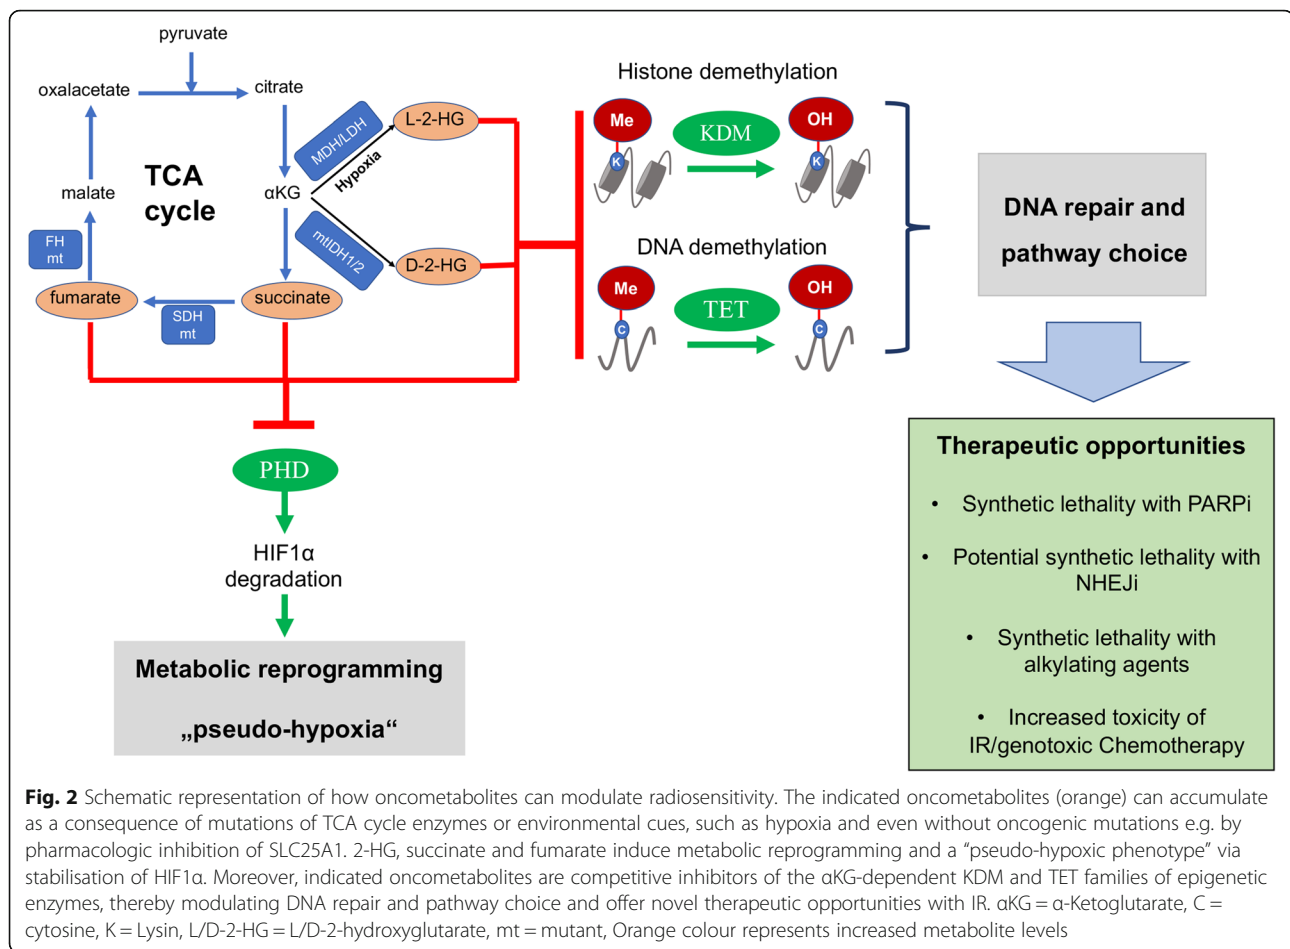 pyruvate
oxalacetate
citrate
TCA
cycle
malate
αKG
MDH/LDH
Hypoxia
L-2-HG
mtIDH1/2
D-2-HG
FH
mt
fumarate
SDH
mt
succinate
PHD
HIF1α
degradation
Metabolic reprogramming
„pseudo-hypoxia“
Histone demethylation
Me
KDM
OH
K
K
DNA demethylation
Me
TET
OH
C
C
DNA repair and
pathway choice
Therapeutic opportunities
• Synthetic lethality with PARPi
• Potential synthetic lethality with
NHEJi
• Synthetic lethality with
alkylating agents
• Increased toxicity of
IR/genotoxic Chemotherapy
Fig. 2 Schematic representation of how oncometabolites can modulate radiosensitivity. The indicated oncometabolites (orange) can accumulate
as a consequence of mutations of TCA cycle enzymes or environmental cues, such as hypoxia and even without oncogenic mutations e.g. by
pharmacologic inhibition of SLC25A1. 2-HG, succinate and fumarate induce metabolic reprogramming and a “pseudo-hypoxic phenotype” via
stabilisation of HIF1α. Moreover, indicated oncometabolites are competitive inhibitors of the αKG-dependent KDM and TET families of epigenetic
enzymes, thereby modulating DNA repair and pathway choice and offer novel therapeutic opportunities with IR. αKG = α-Ketoglutarate, C =
cytosine, K = Lysin, L/D-2-HG = L/D-2-hydroxyglutarate, mt = mutant, Orange colour represents increased metabolite levels